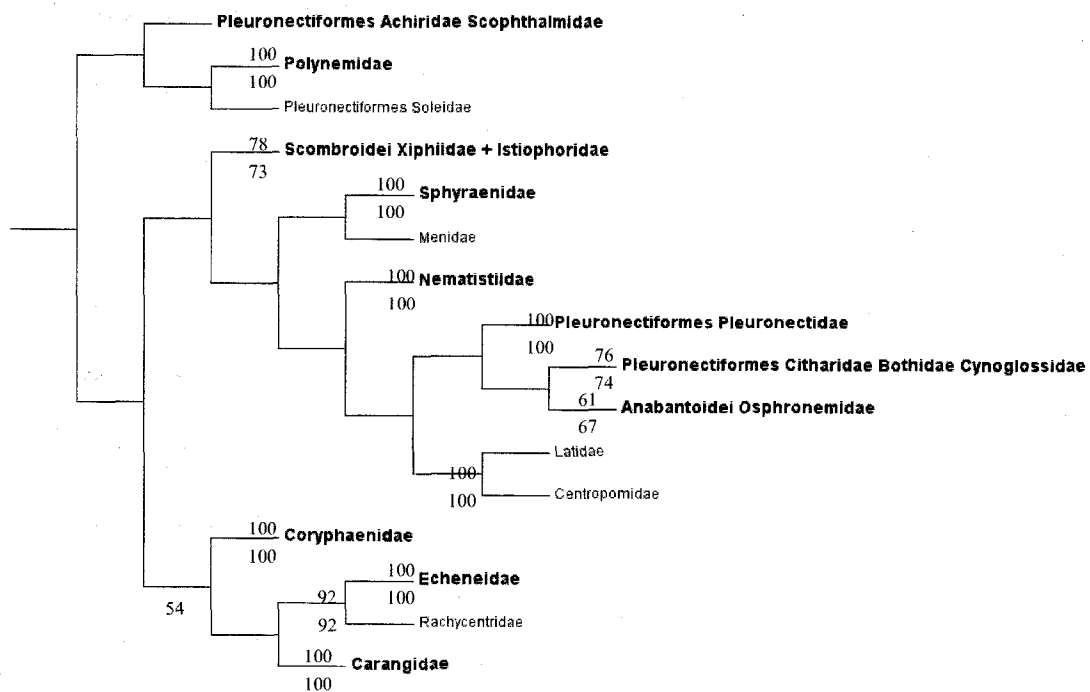 Pleuronectiformes Achiridae Scophthalmidae
100
Polynemidae
100
Pleuronectiformes Soleidae
78
Scombroidei Xiphiidae + Istiophoridae
73
100
Sphyraenidae
100
Menidae
100
Nematistiidae
100
100
Pleuronectiformes Pleuronectidae
100
76
Pleuronectiformes Citharidae Bothidae Cynoglossidae
74
61
Anabantoidei Osphronemidae
67
Latidae
100
Centropomidae
100
100
Coryphaenidae
100
100
Echeneidae
100
92
54
Rachycentridae
92
100
Carangidae
100